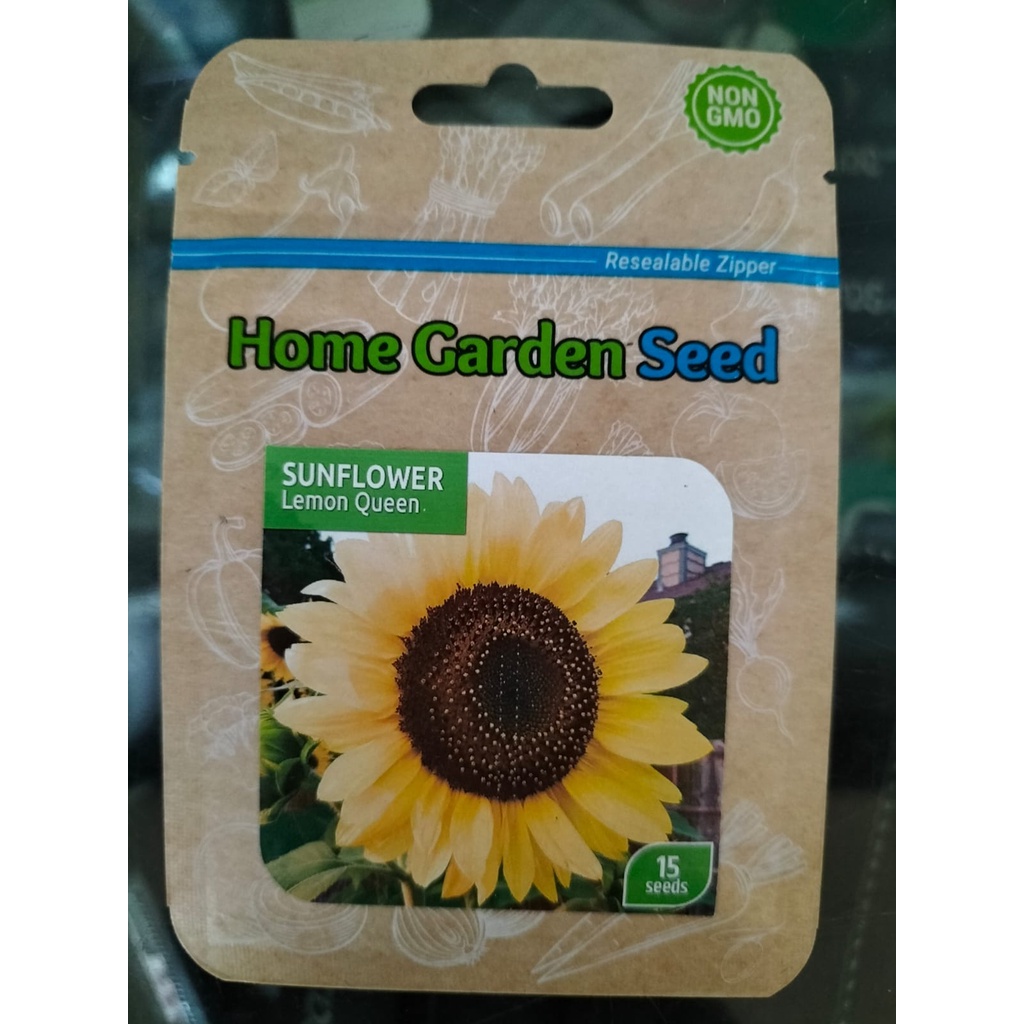 NON
GMO
Resealable Zipper
Home Garden Seed
SUNFLOWER
Lemon Queen
15
seeds